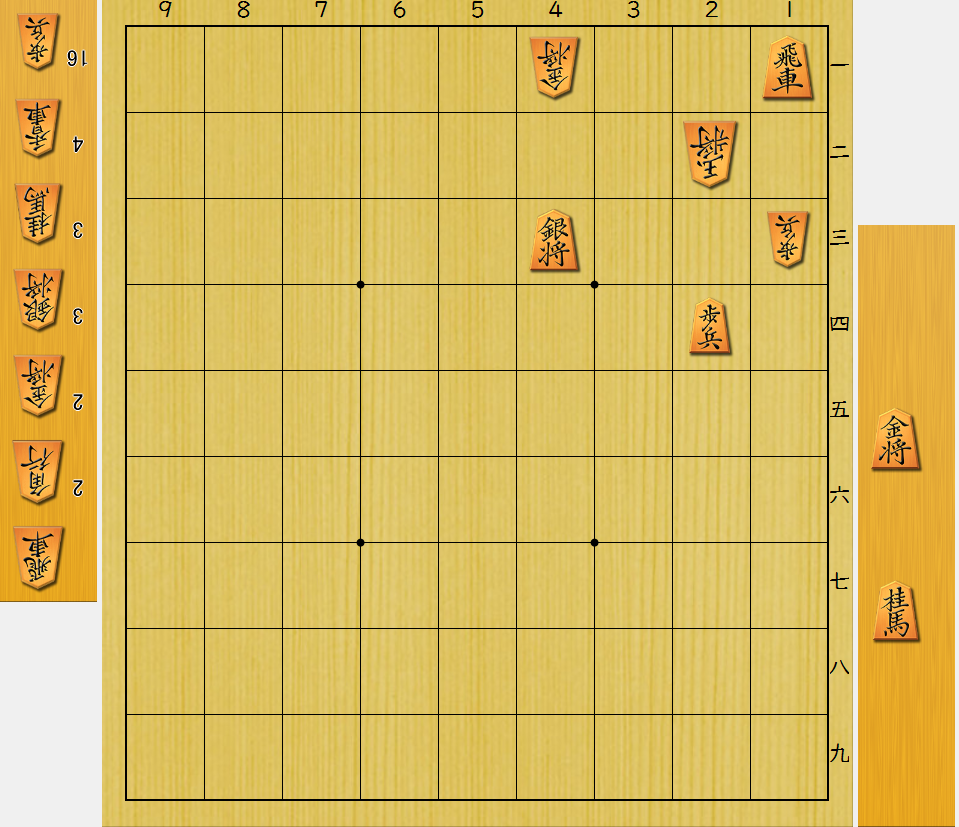 9 8 7 6 5 4 3 2 1
歩兵 16
香車 4
桂馬 3
銀将 3
金将 2
角行 2
飛車
金将 飛車 一
玉将 二
銀将 歩兵 三
歩兵 四
五
六
七
八
九
金将
桂馬